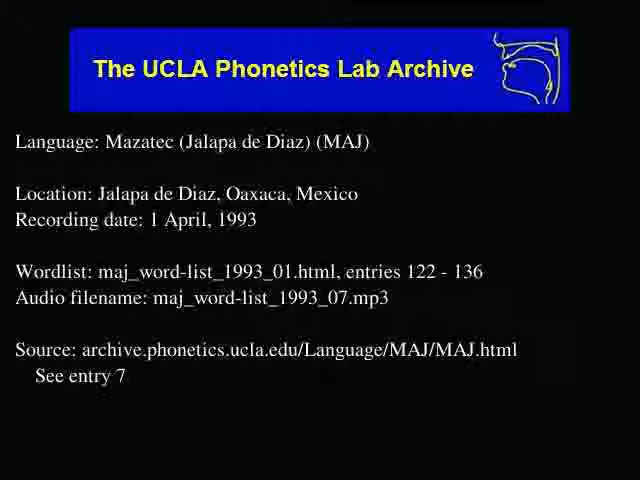 The UCLA Phonetics Lab Archive
Language: Mazatec (Jalapa de Diaz) (MAJ)
Location: Jalapa de Diaz, Oaxaca, Mexico
Recording date: 1 April, 1993
Wordlist: maj_word-list_1993_01.html, entries 122 - 136
Audio filename: maj_word-list_1993_07.mp3
Source: archive.phonetics.ucla.edu/Language/MAJ/MAJ.html
See entry 7